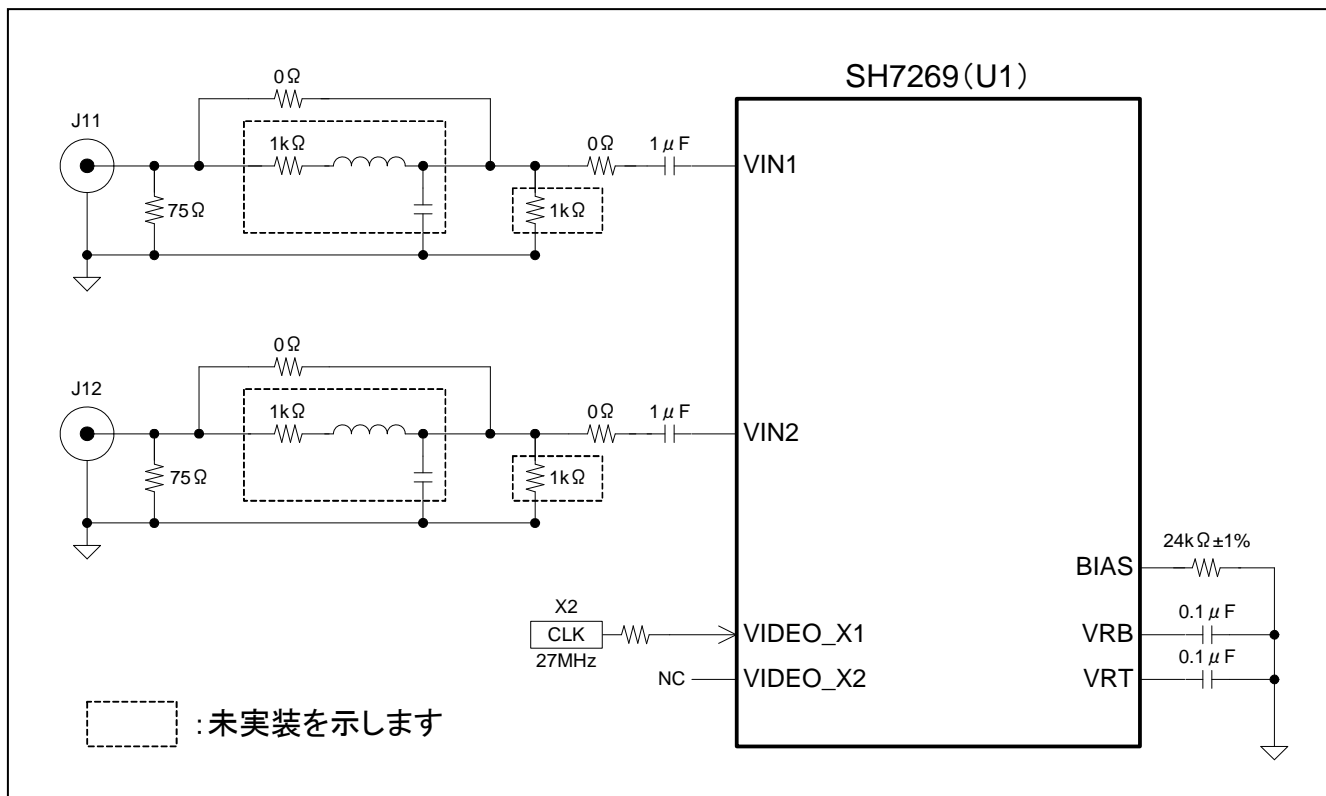 SH7269(U1)
0Ω
J11
1kΩ
0Ω
1μF
VIN1
75Ω
1kΩ
0Ω
J12
1kΩ
0Ω
1μF
VIN2
75Ω
1kΩ
24kΩ±1%
BIAS
X2
CLK
27MHz
VIDEO_X1
0.1μF
VRB
NC
VIDEO_X2
0.1μF
VRT
:未実装を示します